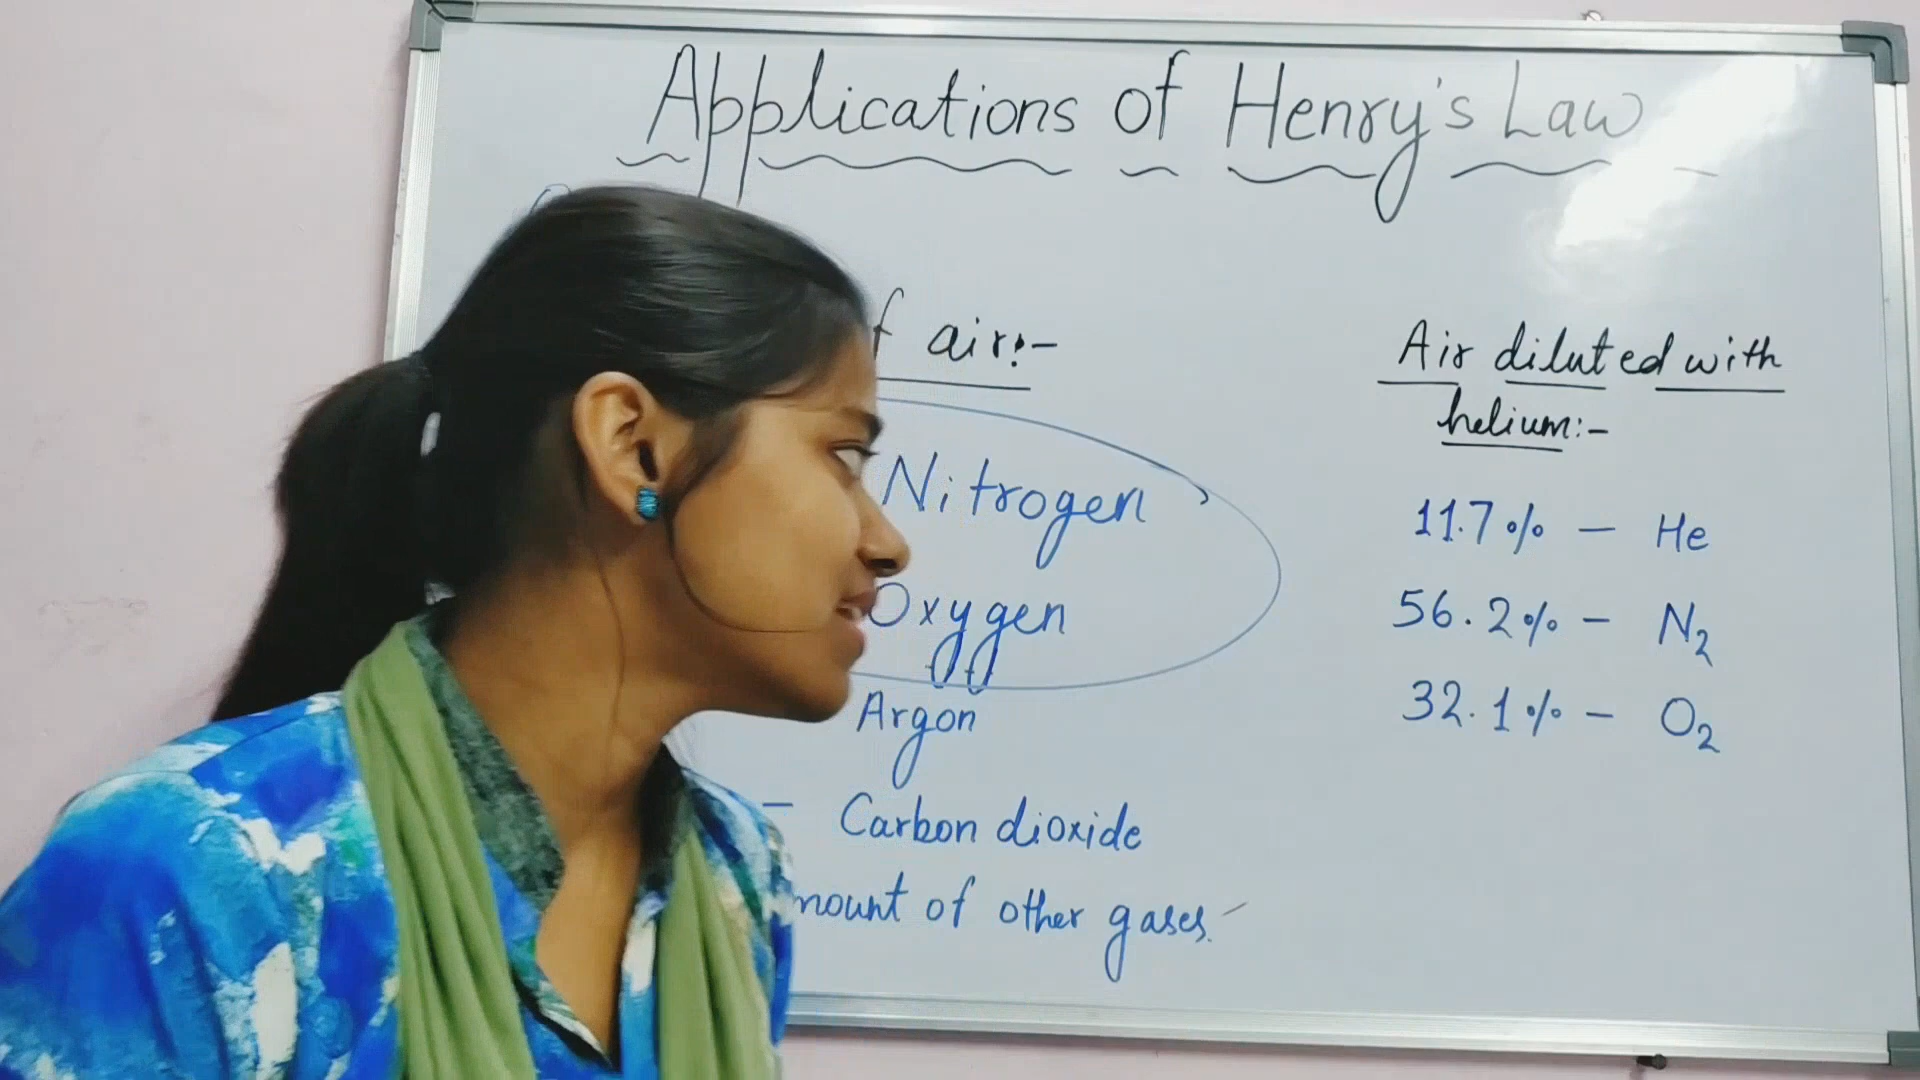 Applications of Henry's Law
air:-
Nitrogen
Oxygen
Argon
- Carbon dioxide
of other gases.
Air diluted with
helium:-
11.7% - He
56.2% - N2
32.1% - O2